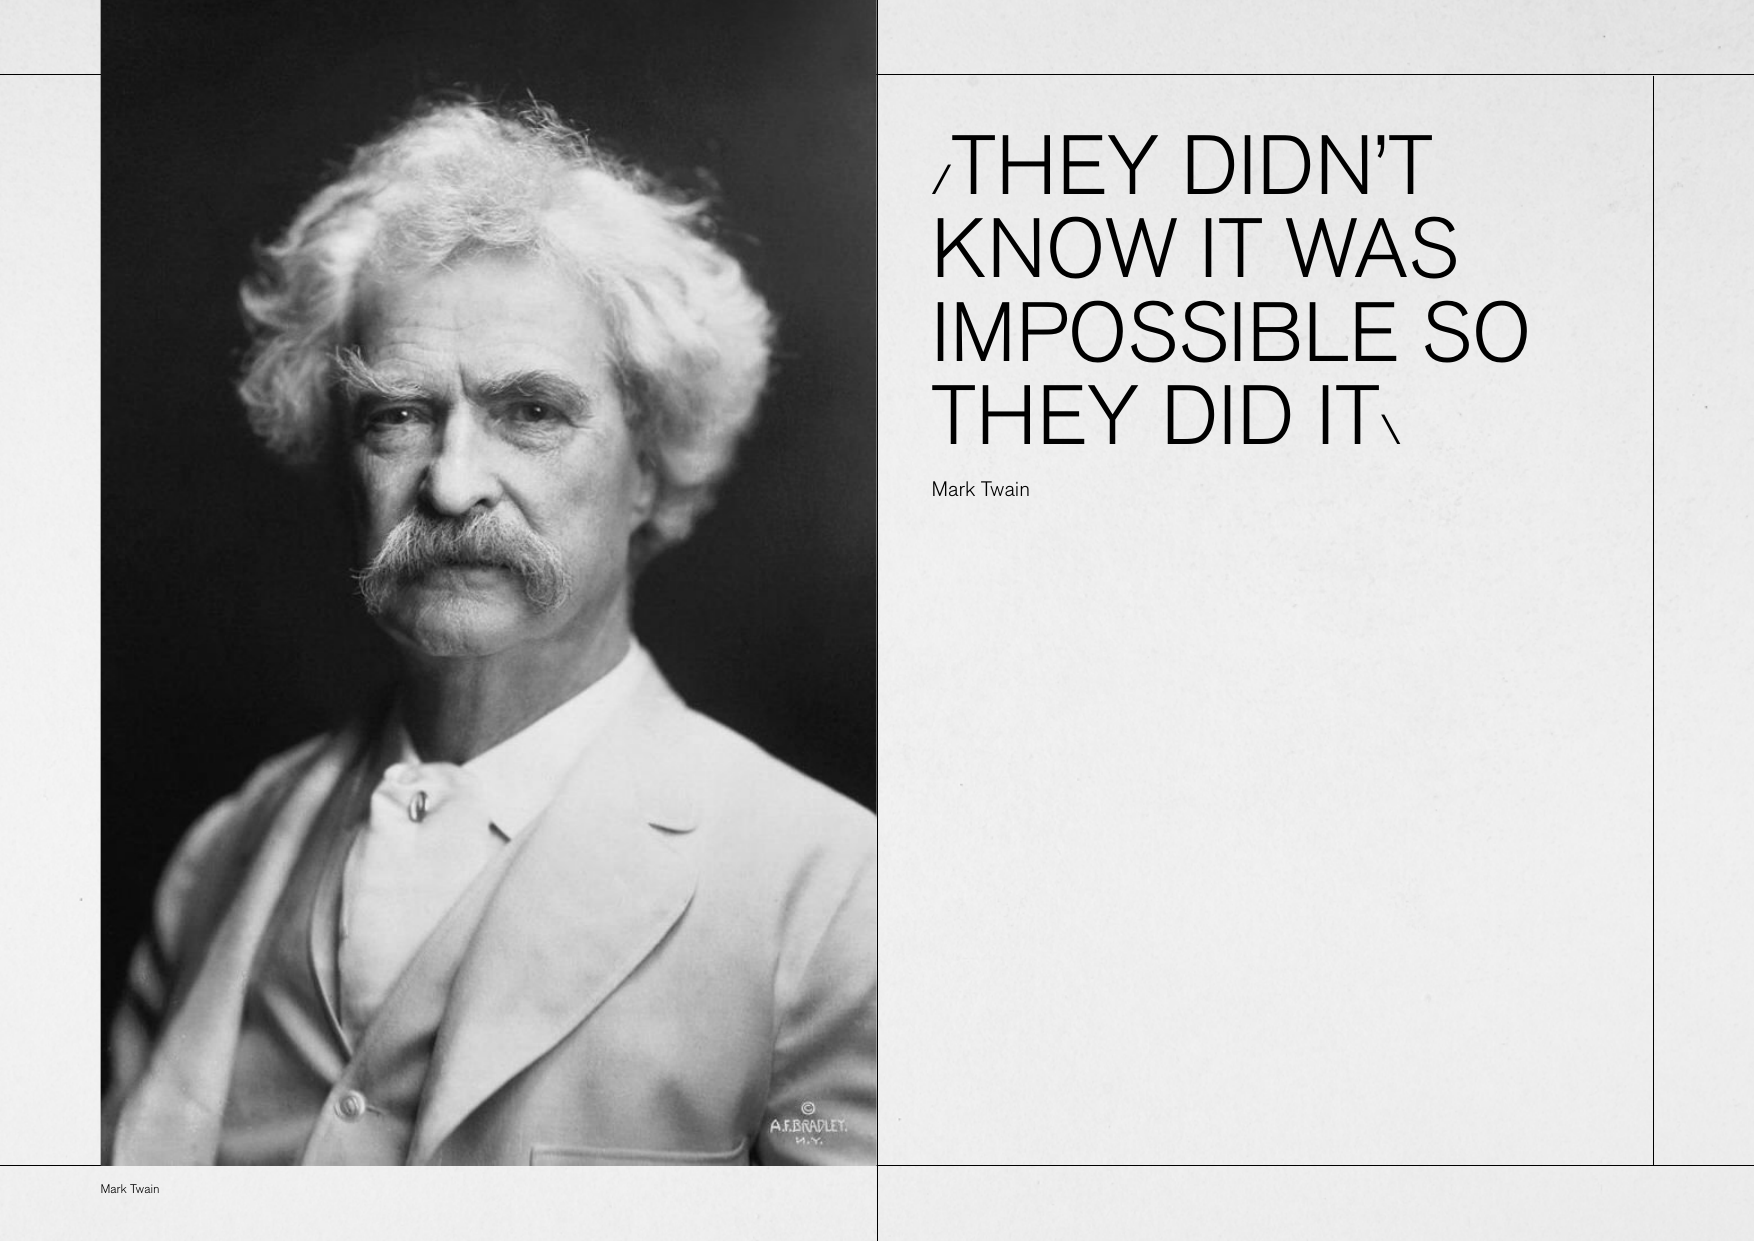 /THEY DIDN’T
KNOW IT WAS
IMPOSSIBLE SO
THEY DID IT\
Mark Twain
©
A.F.BRADLEY.
N.Y.
Mark Twain